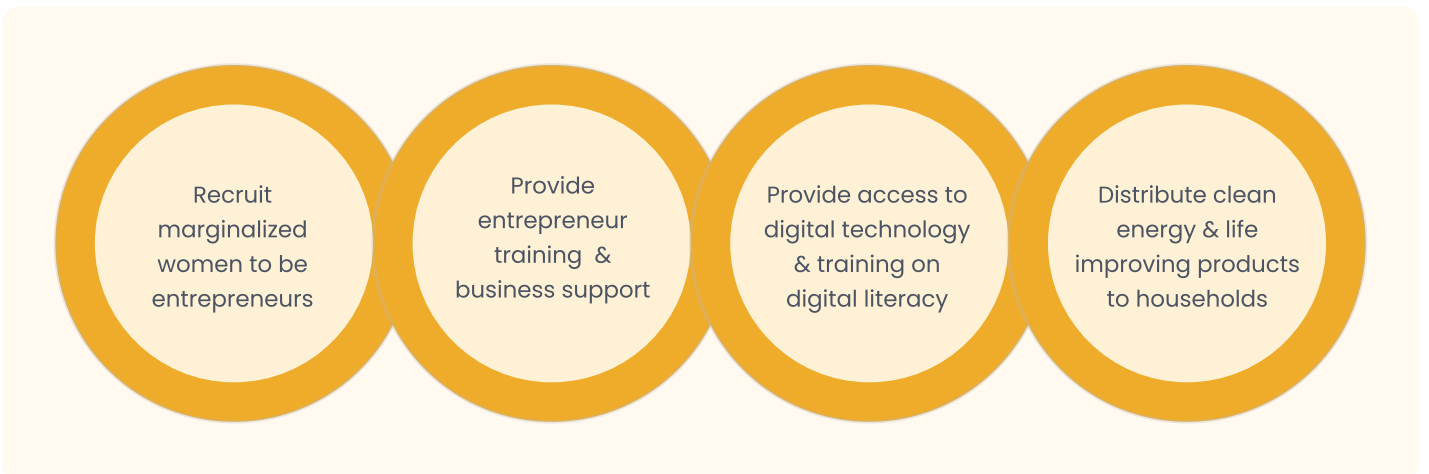 Recruit
marginalized
women to be
entrepreneurs
Provide
entrepreneur
training  &
business support
Provide access to
digital technology
& training on
digital literacy
Distribute clean
energy & life
improving products
to households